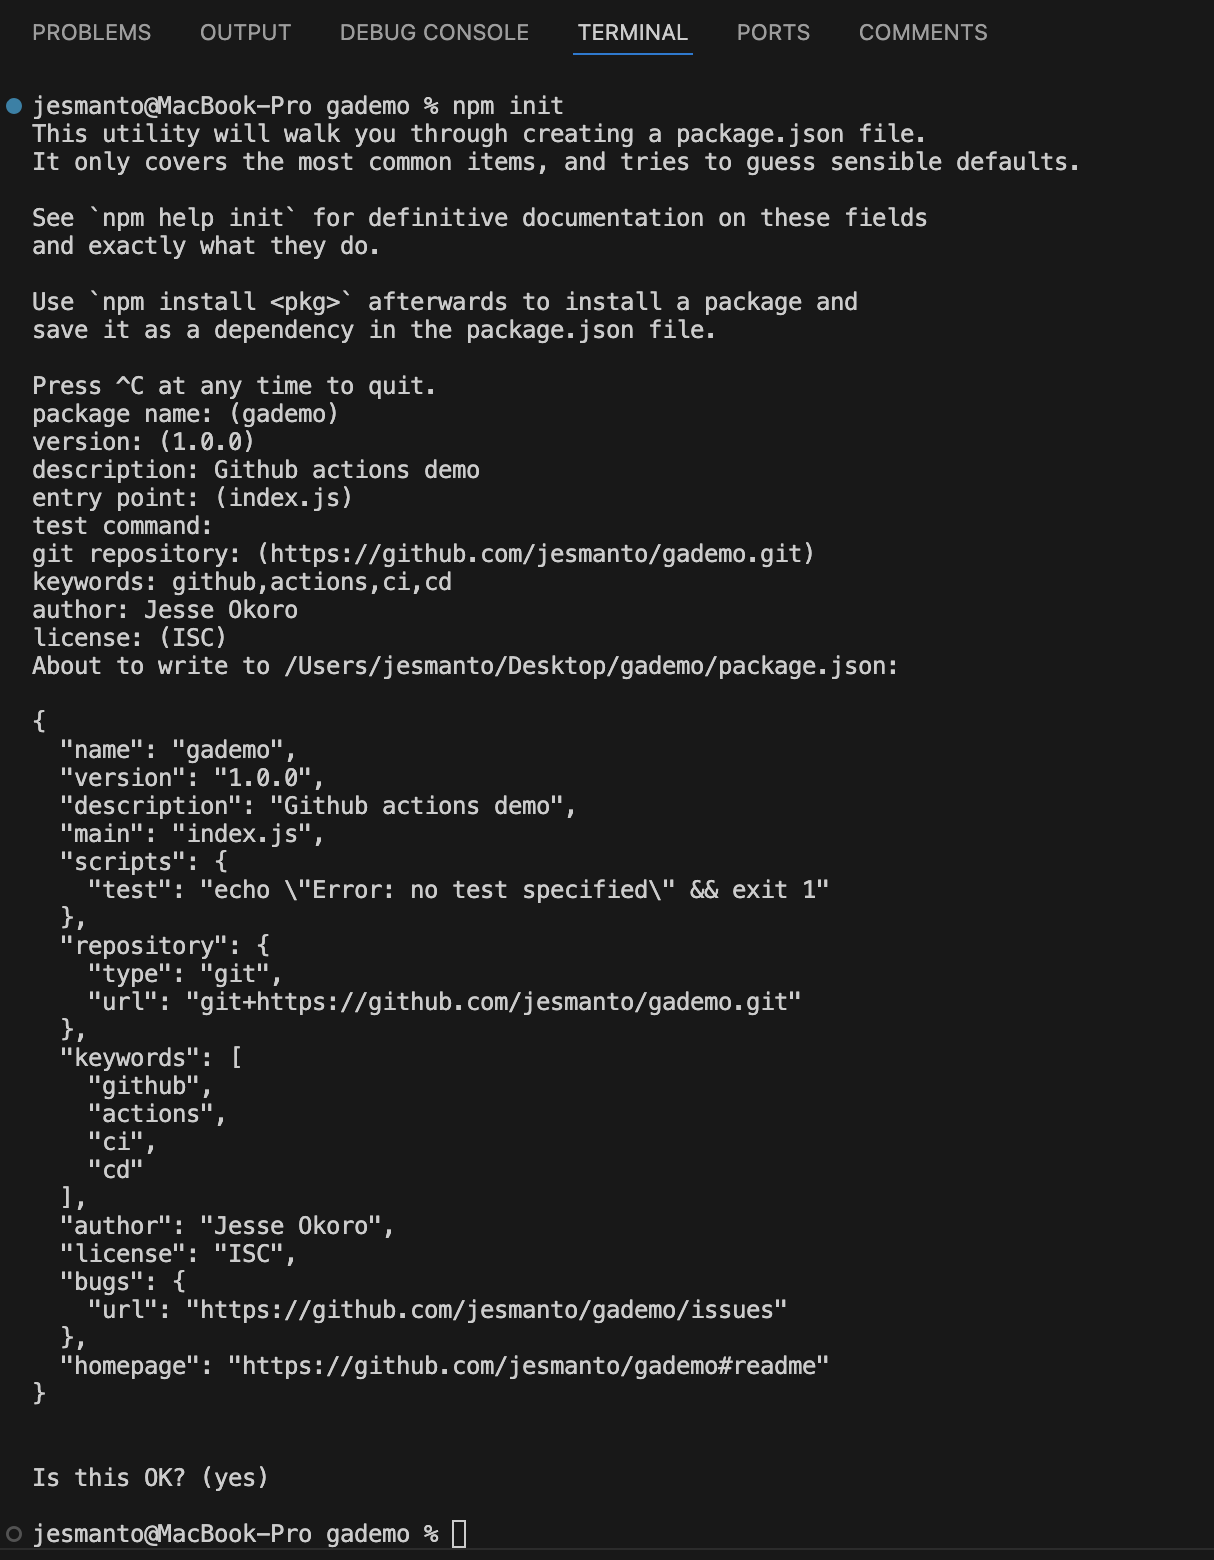 PROBLEMS OUTPUT DEBUG CONSOLE TERMINAL PORTS COMMENTS
jesmanto@MacBook-Pro gademo % npm init
This utility will walk you through creating a package.json file.
It only covers the most common items, and tries to guess sensible defaults.

See `npm help init` for definitive documentation on these fields
and exactly what they do.

Use `npm install <pkg>` afterwards to install a package and
save it as a dependency in the package.json file.

Press ^C at any time to quit.
package name: (gademo)
version: (1.0.0)
description: Github actions demo
entry point: (index.js)
test command:
git repository: (https://github.com/jesmanto/gademo.git)
keywords: github,actions,ci,cd
author: Jesse Okoro
license: (ISC)
About to write to /Users/jesmanto/Desktop/gademo/package.json:

{
  "name": "gademo",
  "version": "1.0.0",
  "description": "Github actions demo",
  "main": "index.js",
  "scripts": {
    "test": "echo \"Error: no test specified\" && exit 1"
  },
  "repository": {
    "type": "git",
    "url": "git+https://github.com/jesmanto/gademo.git"
  },
  "keywords": [
    "github",
    "actions",
    "ci",
    "cd"
  ],
  "author": "Jesse Okoro",
  "license": "ISC",
  "bugs": {
    "url": "https://github.com/jesmanto/gademo/issues"
  },
  "homepage": "https://github.com/jesmanto/gademo#readme"
}

Is this OK? (yes)

jesmanto@MacBook-Pro gademo %